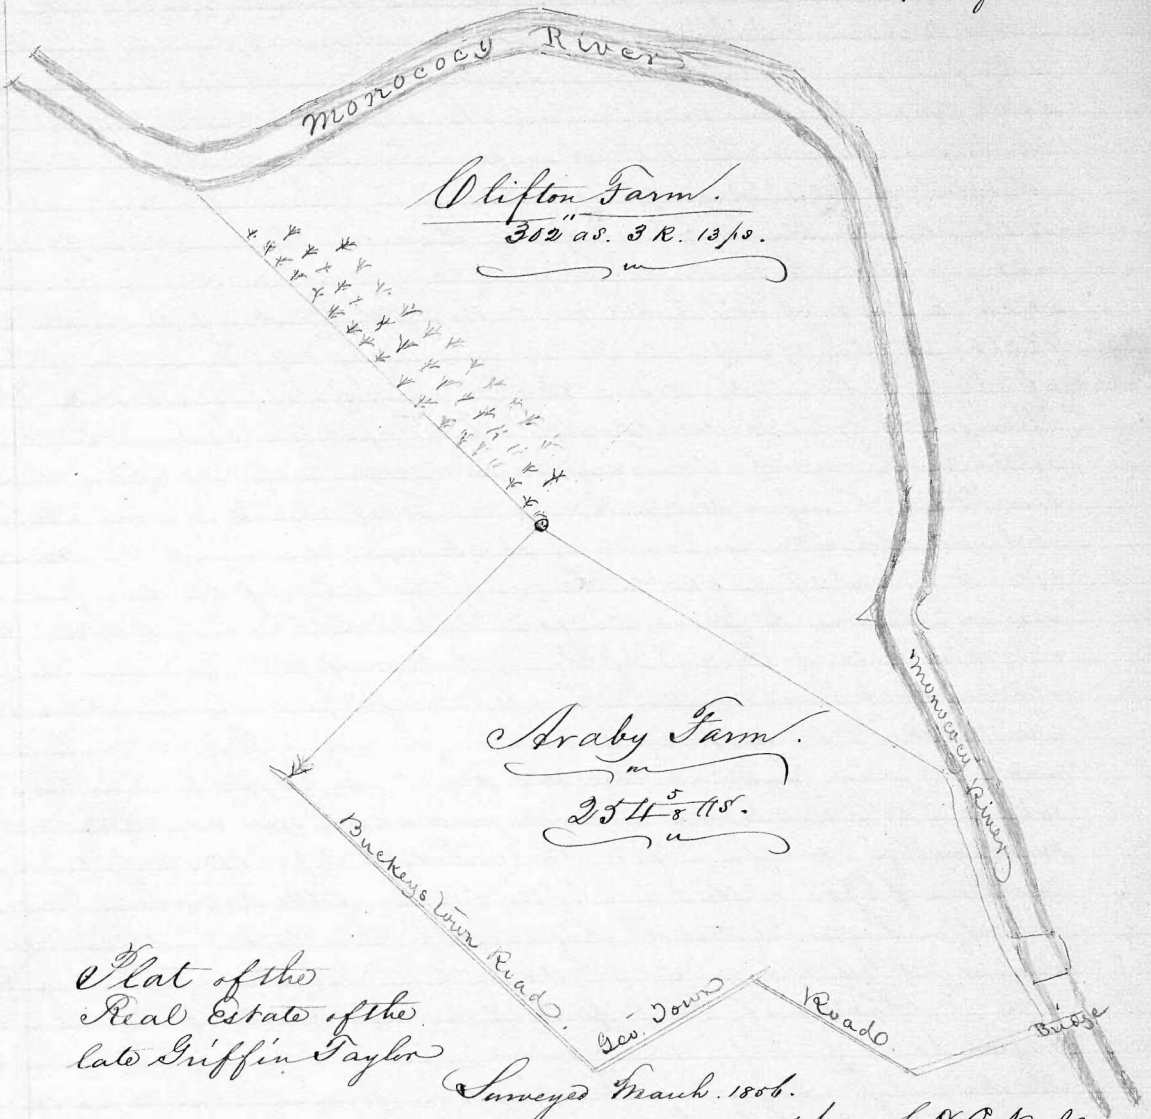 Monococy River
Clifton Farm.
302 as. 3 R. 13 ps.
Monococy River
Araby Farm.
254 5/8 as.
Buckeys Town Road.
Geo. Town Road
Bridge
Plat of the
Real Estate of the
late Griffin Taylor
Surveyed March. 1856.